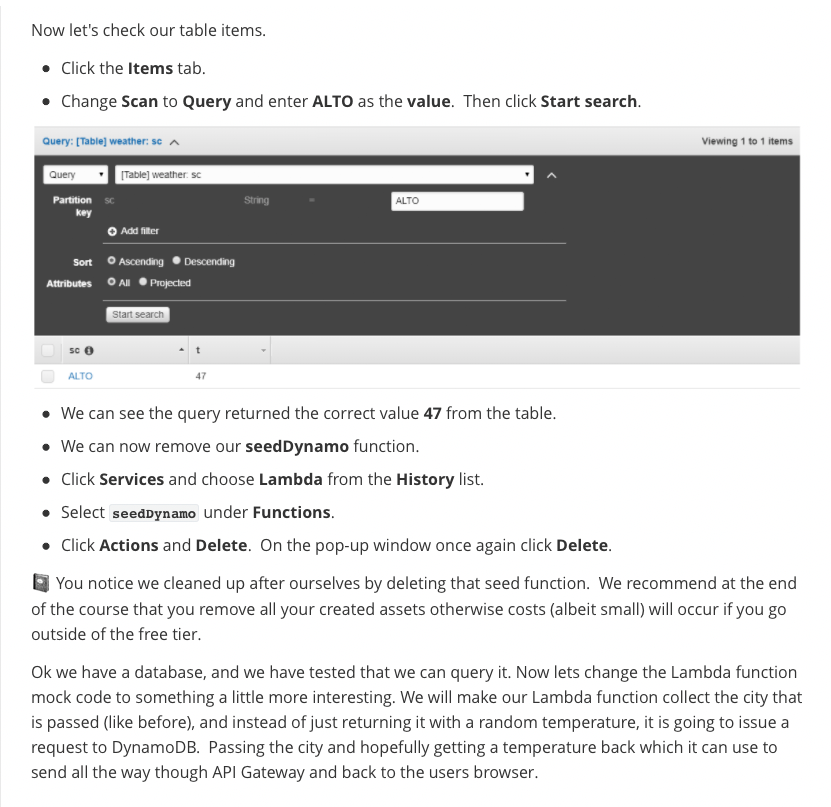 Now let's check our table items.
Click the Items tab.
Change Scan to Query and enter ALTO as the value. Then click Start search.
Query: [Table] weather: sc
Viewing 1 to 1 items
Query
[Table] weather: sc
Partition key
sc
String
=
ALTO
Add filter
Sort
Ascending
Descending
Attributes
All
Projected
Start search
sc
t
ALTO
47
We can see the query returned the correct value 47 from the table.
We can now remove our seedDynamo function.
Click Services and choose Lambda from the History list.
Select seedDynamo under Functions.
Click Actions and Delete. On the pop-up window once again click Delete.
You notice we cleaned up after ourselves by deleting that seed function. We recommend at the end
of the course that you remove all your created assets otherwise costs (albeit small) will occur if you go
outside of the free tier.
Ok we have a database, and we have tested that we can query it. Now lets change the Lambda function
mock code to something a little more interesting. We will make our Lambda function collect the city that
is passed (like before), and instead of just returning it with a random temperature, it is going to issue a
request to DynamoDB. Passing the city and hopefully getting a temperature back which it can use to
send all the way though API Gateway and back to the users browser.